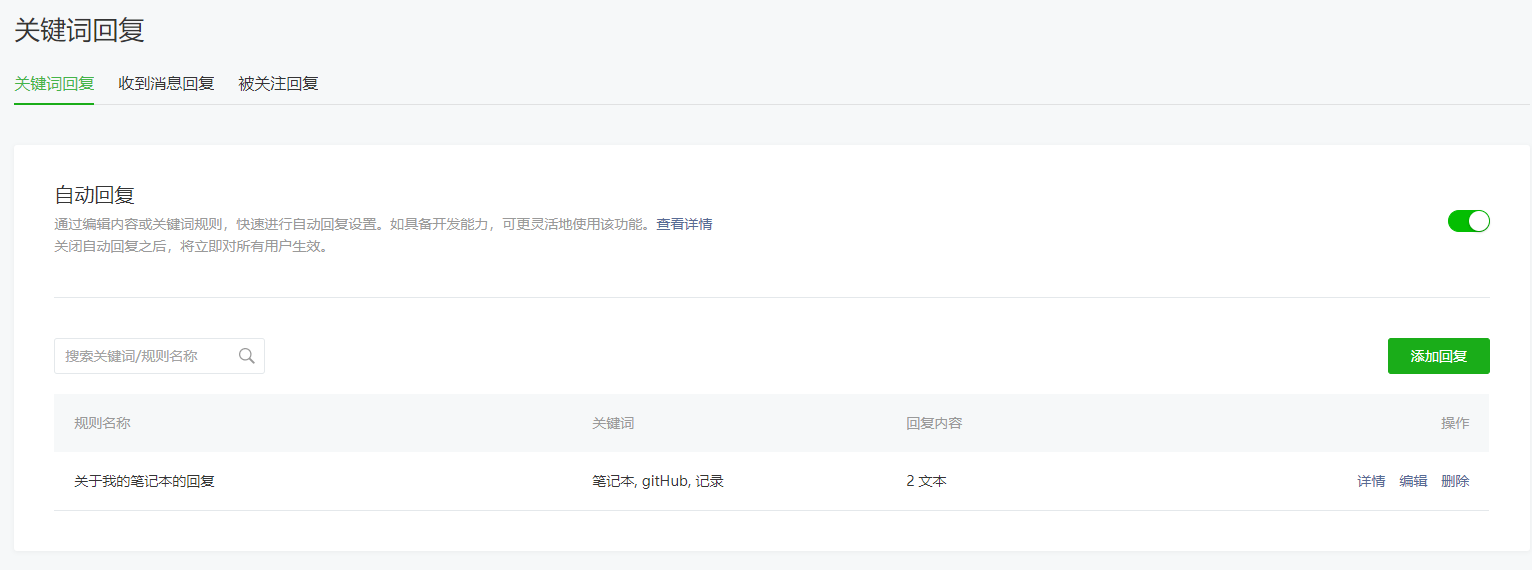 关键词回复
关键词回复 收到消息回复 被关注回复
自动回复
通过编辑内容或关键词规则，快速进行自动回复设置。如具备开发能力，可更灵活地使用该功能。查看详情
关闭自动回复之后，将立即对所有用户生效。
搜索关键词/规则名称 添加回复
规则名称 关键词 回复内容 操作
关于我的笔记本的回复 笔记本, gitHub, 记录 2 文本 详情 编辑 删除